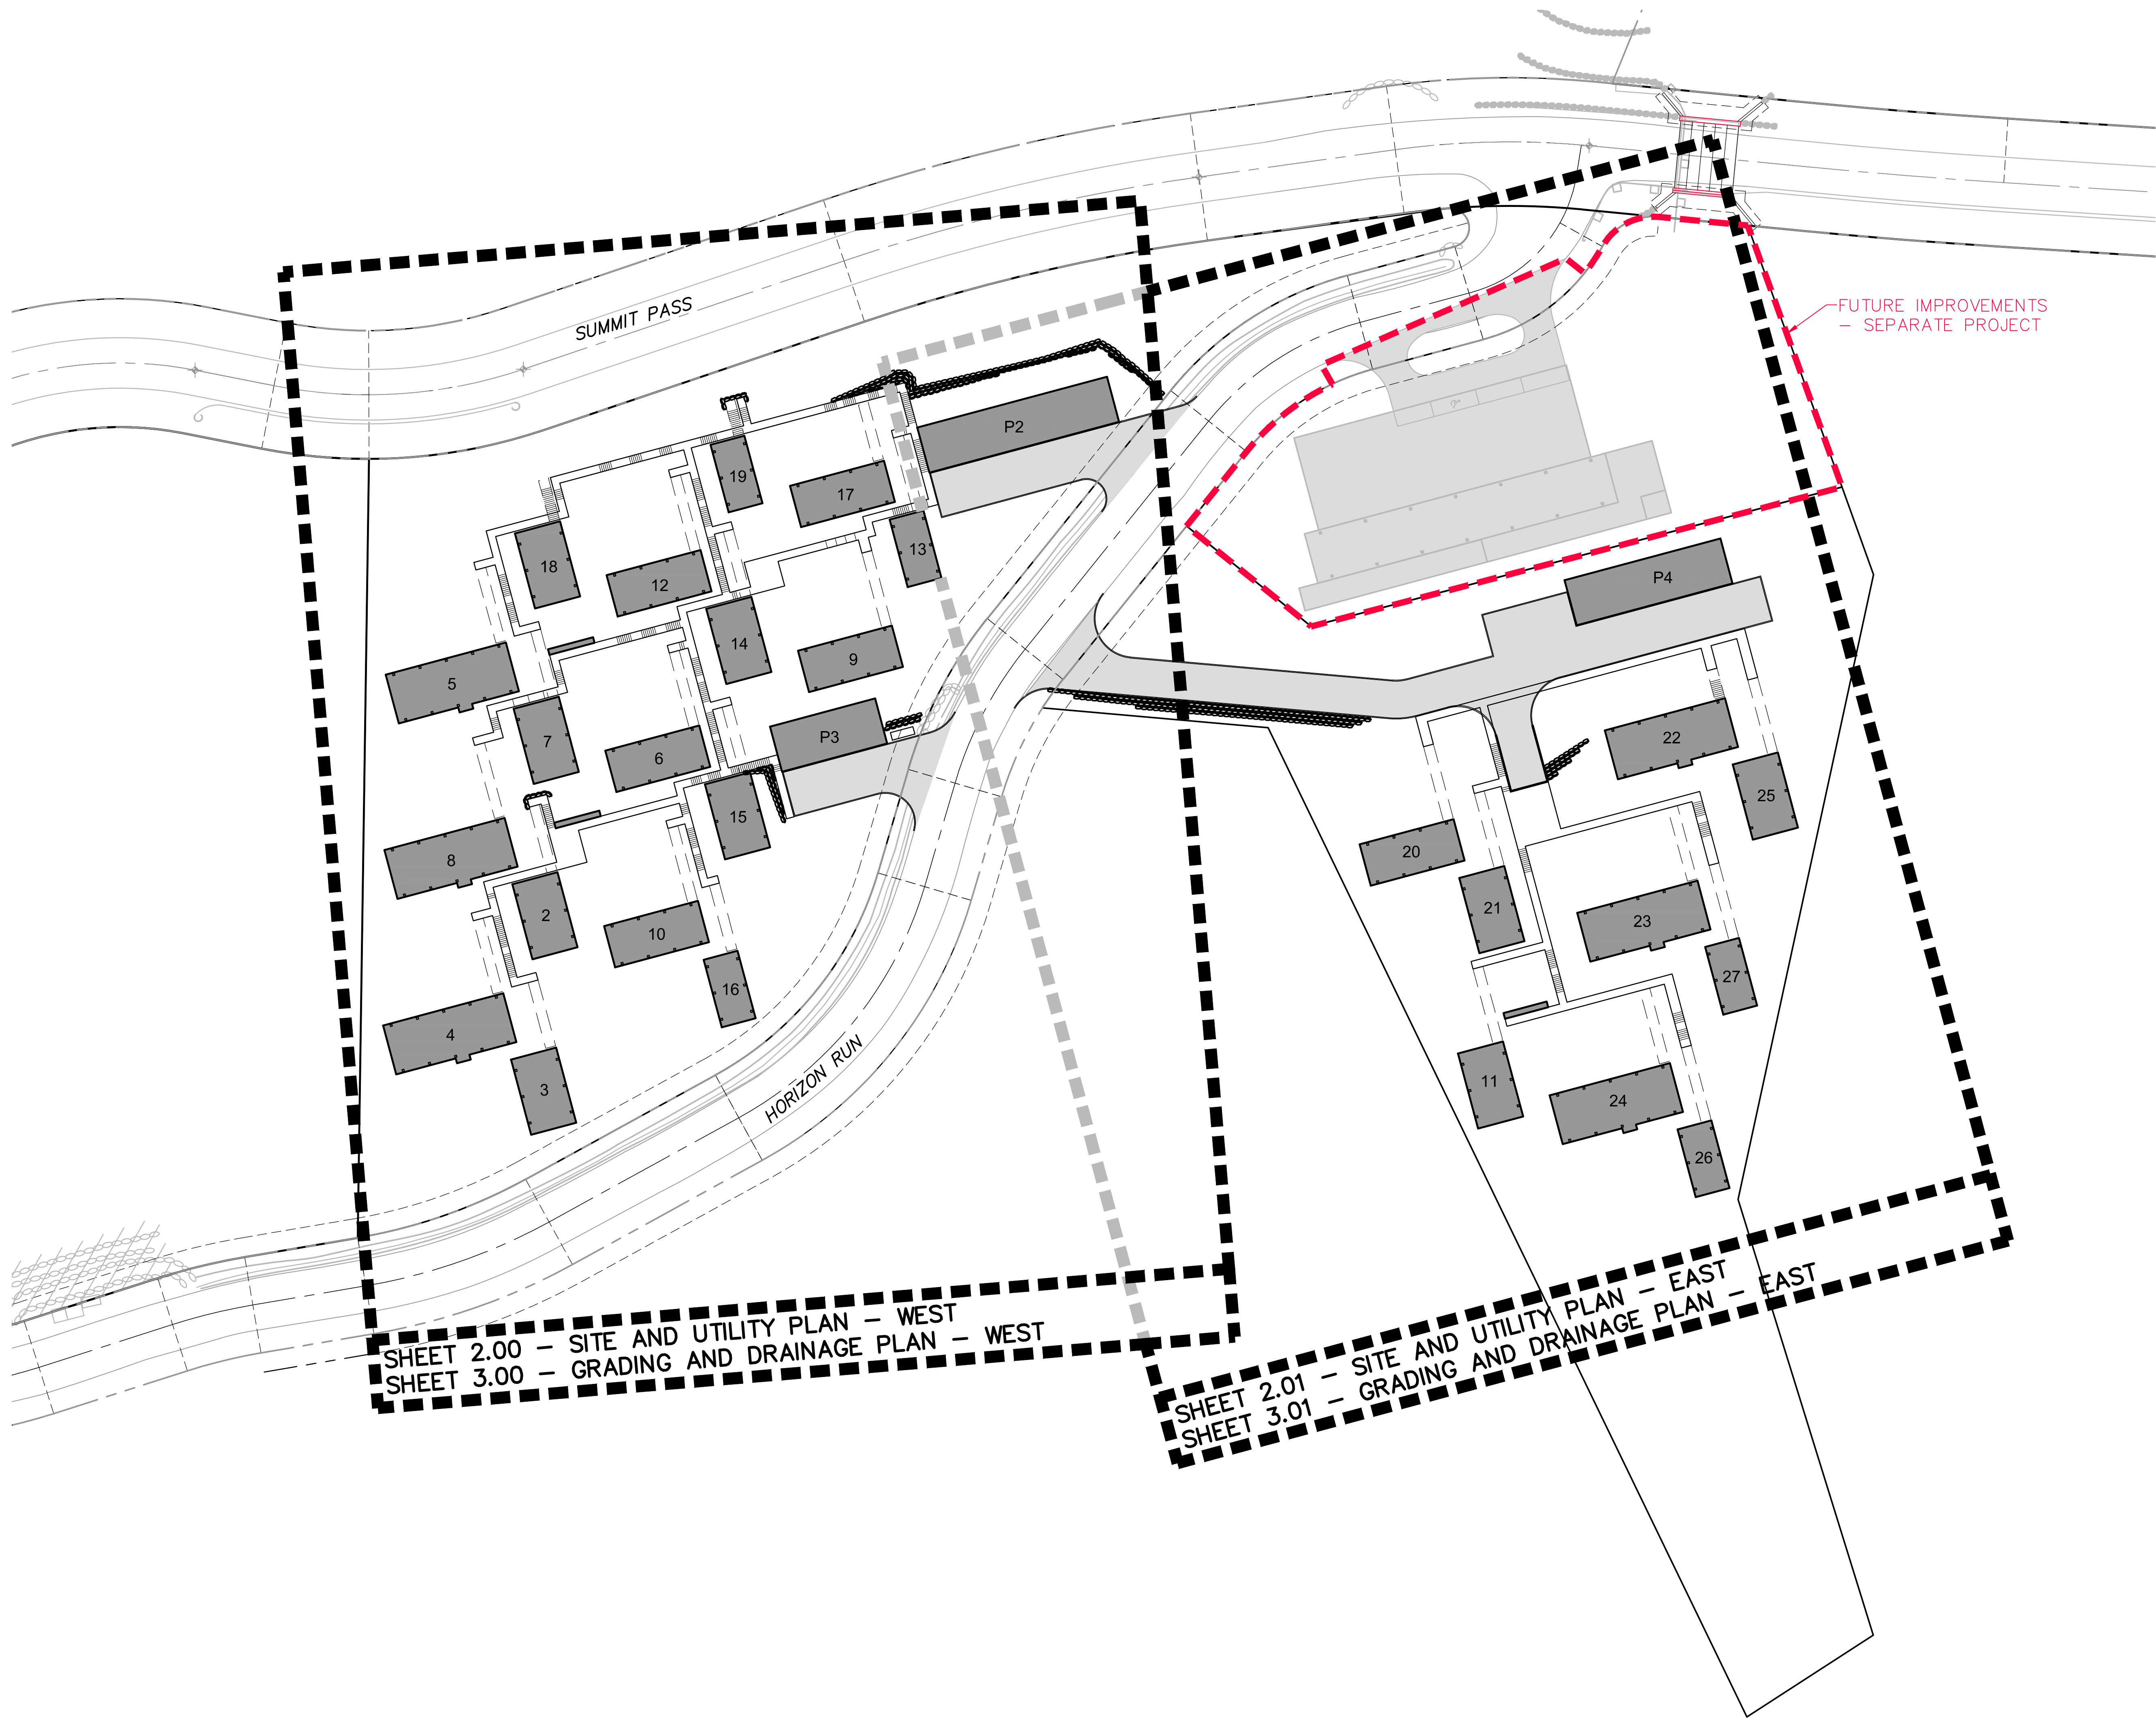 SUMMIT PASS
FUTURE IMPROVEMENTS
- SEPARATE PROJECT
P2
19
17
13
18
12
P4
14
9
5
7
6
P3
22
15
25
20
8
2
21
23
10
16
27
4
3
11
24
26
HORIZON RUN
SHEET 2.00 - SITE AND UTILITY PLAN - WEST
SHEET 3.00 - GRADING AND DRAINAGE PLAN - WEST
SHEET 2.01 - SITE AND UTILITY PLAN - EAST
SHEET 3.01 - GRADING AND DRAINAGE PLAN - EAST